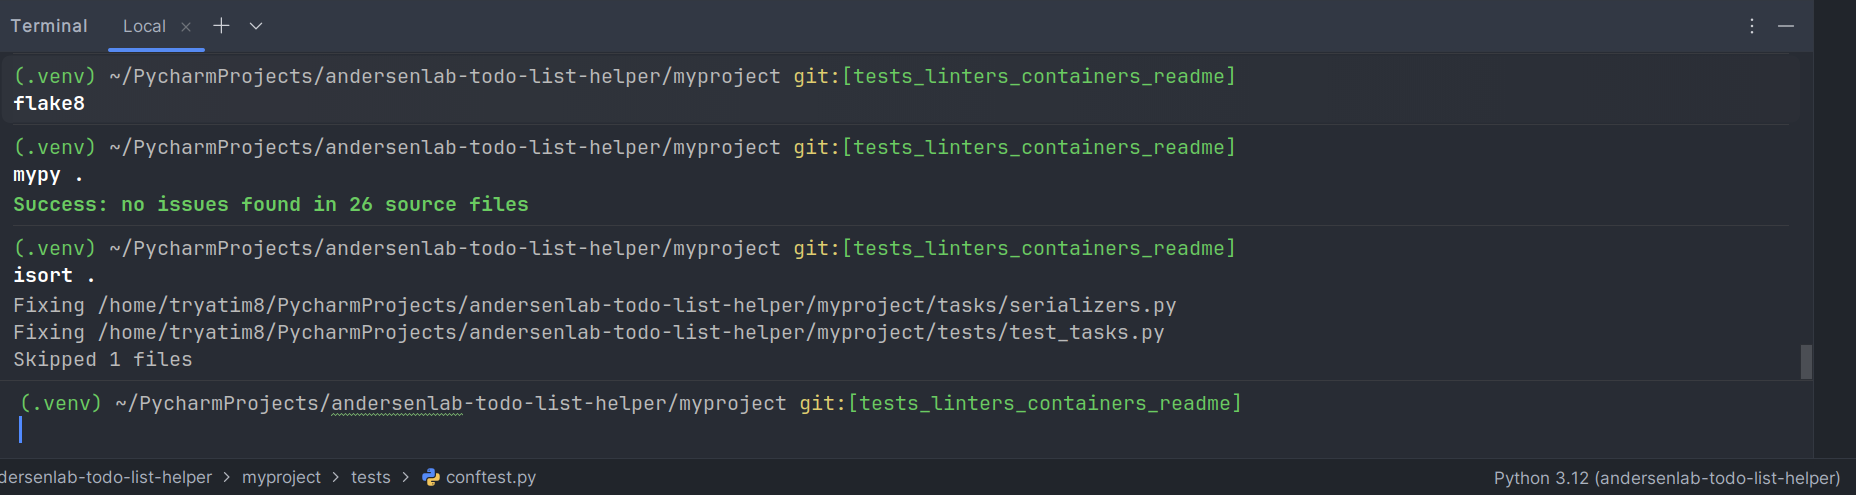 Terminal Local
(.venv) ~/PycharmProjects/andersenlab-todo-list-helper/myproject git:[tests_linters_containers_readme]
flake8
(.venv) ~/PycharmProjects/andersenlab-todo-list-helper/myproject git:[tests_linters_containers_readme]
mypy .
Success: no issues found in 26 source files
(.venv) ~/PycharmProjects/andersenlab-todo-list-helper/myproject git:[tests_linters_containers_readme]
isort .
Fixing /home/tryatim8/PycharmProjects/andersenlab-todo-list-helper/myproject/tasks/serializers.py
Fixing /home/tryatim8/PycharmProjects/andersenlab-todo-list-helper/myproject/tests/test_tasks.py
Skipped 1 files
(.venv) ~/PycharmProjects/andersenlab-todo-list-helper/myproject git:[tests_linters_containers_readme]
dersenlab-todo-list-helper > myproject > tests > conftest.py Python 3.12 (andersenlab-todo-list-helper)